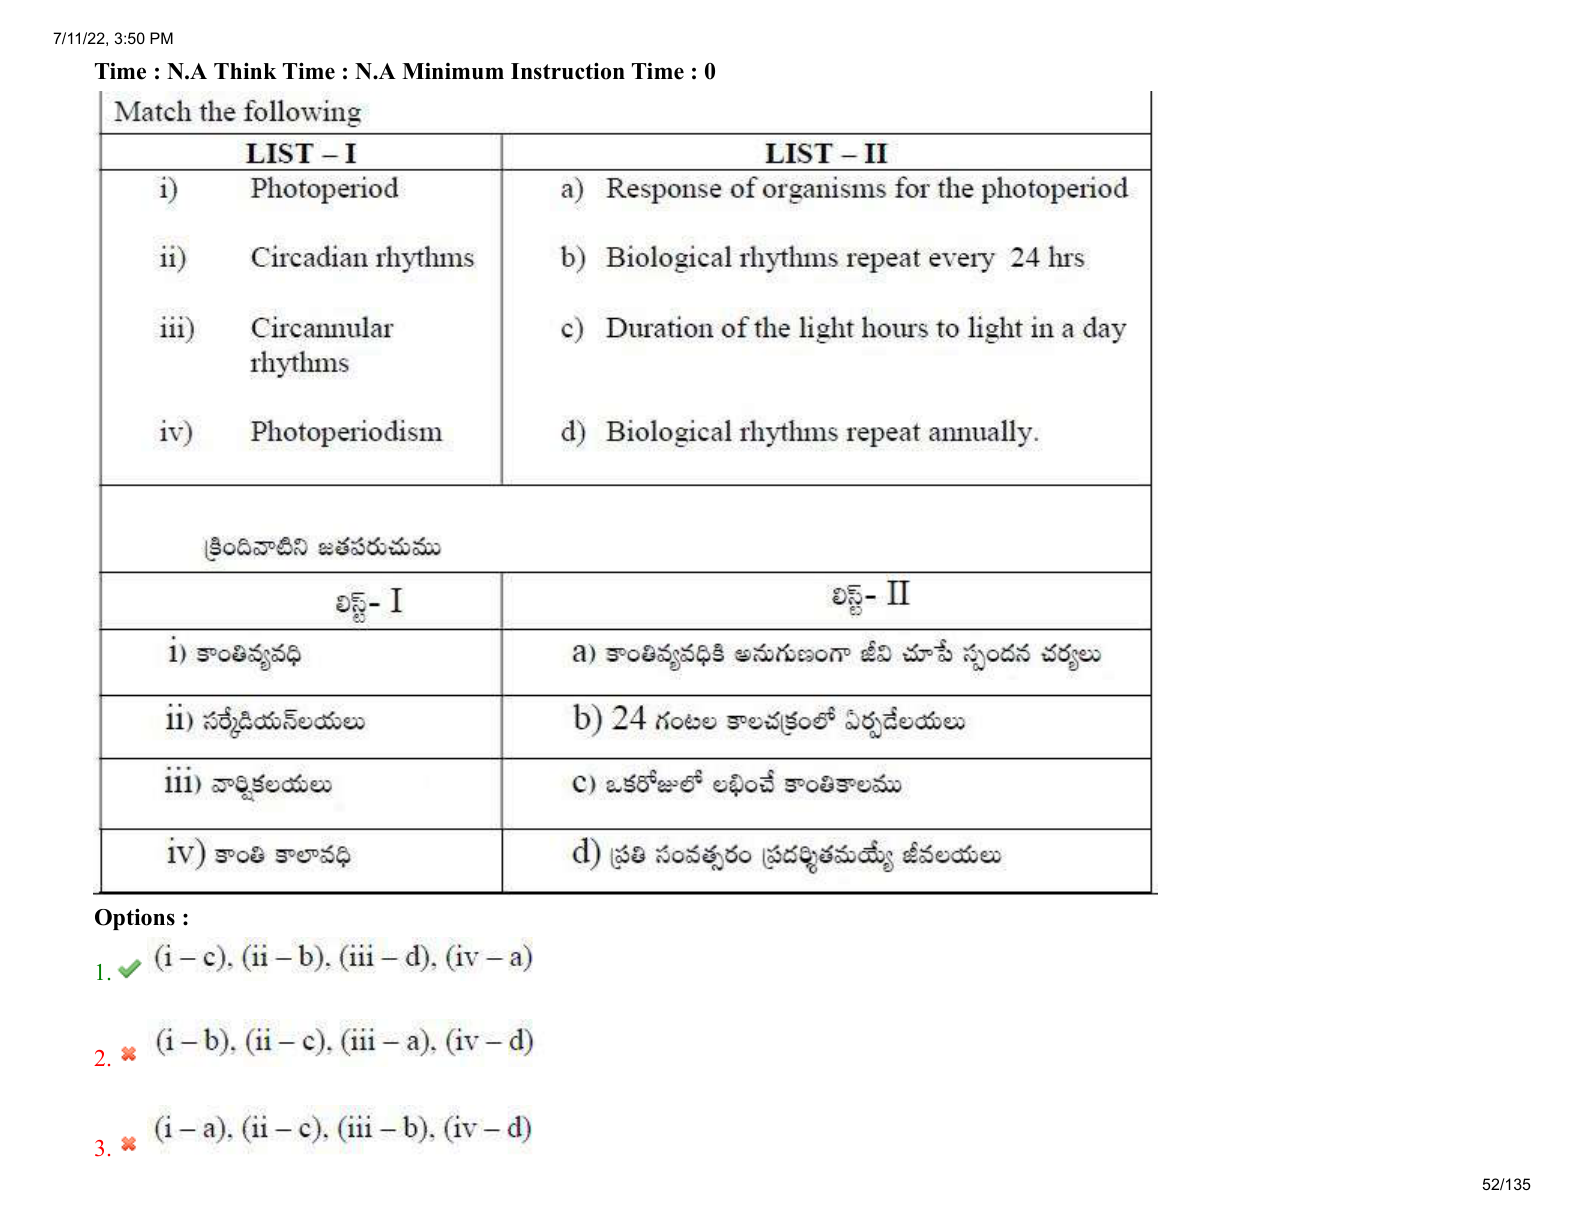 7/11/22, 3:50 PM
Time : N.A Think Time : N.A Minimum Instruction Time : 0
Match the following
LIST – I LIST – II
i) Photoperiod a) Response of organisms for the photoperiod
ii) Circadian rhythms b) Biological rhythms repeat every 24 hrs
iii) Circannular c) Duration of the light hours to light in a day
rhythms
iv) Photoperiodism d) Biological rhythms repeat annually.
క్రిందివాటిని జతపరుచుము
లిస్ట్- I లిస్ట్- II
i) కాంతివ్యవధి a) కాంతివ్యవధికి అనుగుణంగా జీవి చూపే స్పందన చర్యలు
ii) సర్కేడియన్‌లయలు b) 24 గంటల కాలచక్రంలో ఏర్పడేలయలు
iii) వార్షికలయలు c) ఒకరోజులో లభించే కాంతికాలము
iv) కాంతి కాలావధి d) ప్రతి సంవత్సరం ప్రదర్శితమయ్యే జీవలయలు
Options :
1. (i – c), (ii – b), (iii – d), (iv – a)
2. (i – b), (ii – c), (iii – a), (iv – d)
3. (i – a), (ii – c), (iii – b), (iv – d)
52/135